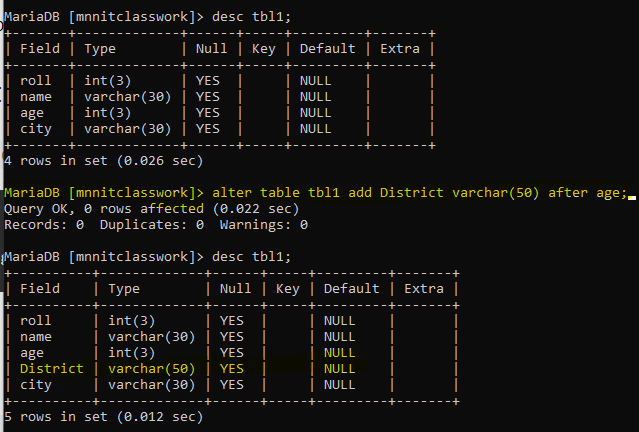 MariaDB [mnnitclasswork]> desc tbl1;
+-------+-------------+------+-----+---------+-------+
| Field | Type        | Null | Key | Default | Extra |
+-------+-------------+------+-----+---------+-------+
| roll  | int(3)      | YES  |     | NULL    |       |
| name  | varchar(30) | YES  |     | NULL    |       |
| age   | int(3)      | YES  |     | NULL    |       |
| city  | varchar(30) | YES  |     | NULL    |       |
+-------+-------------+------+-----+---------+-------+
4 rows in set (0.026 sec)
MariaDB [mnnitclasswork]> alter table tbl1 add District varchar(50) after age;
Query OK, 0 rows affected (0.022 sec)
Records: 0  Duplicates: 0  Warnings: 0
MariaDB [mnnitclasswork]> desc tbl1;
+----------+-------------+------+-----+---------+-------+
| Field    | Type        | Null | Key | Default | Extra |
+----------+-------------+------+-----+---------+-------+
| roll     | int(3)      | YES  |     | NULL    |       |
| name     | varchar(30) | YES  |     | NULL    |       |
| age      | int(3)      | YES  |     | NULL    |       |
| District | varchar(50) | YES  |     | NULL    |       |
| city     | varchar(30) | YES  |     | NULL    |       |
+----------+-------------+------+-----+---------+-------+
5 rows in set (0.012 sec)